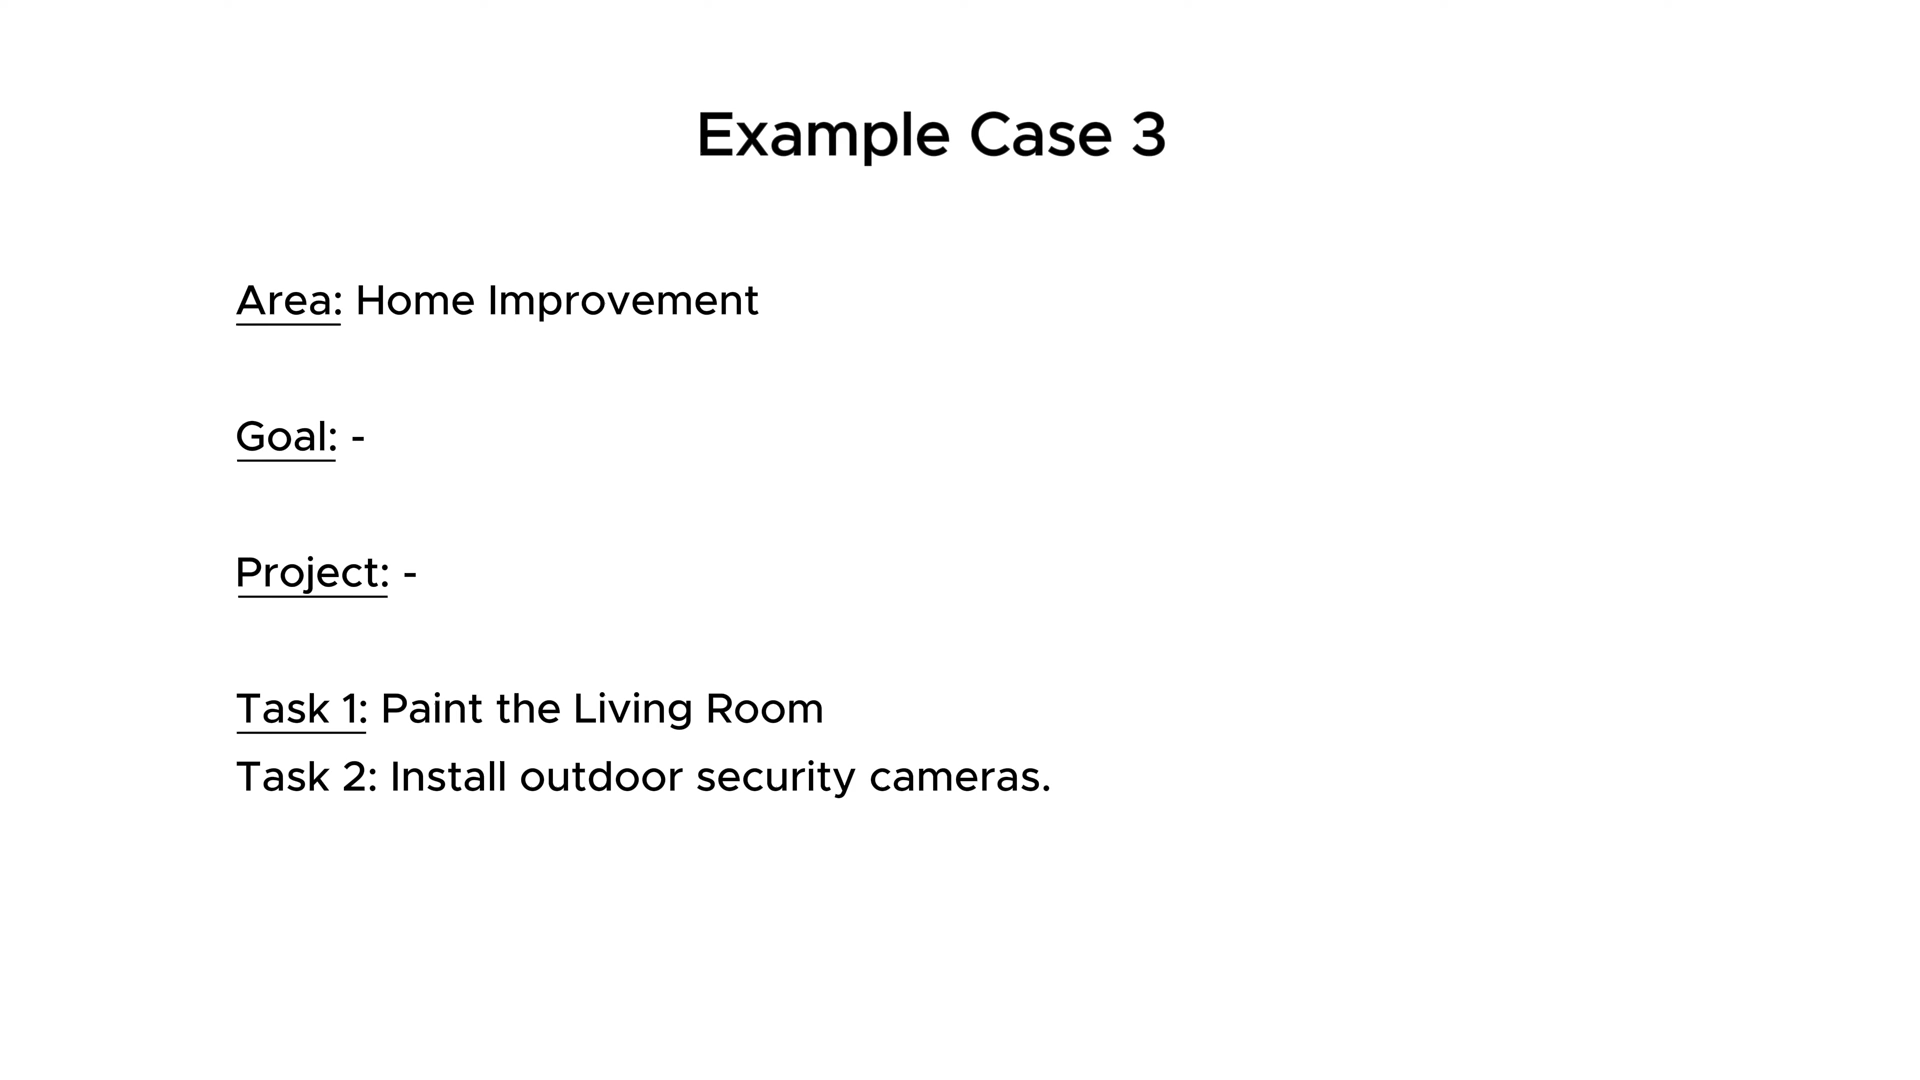 Example Case 3
Area: Home Improvement
Goal: -
Project: -
Task 1: Paint the Living Room
Task 2: Install outdoor security cameras.